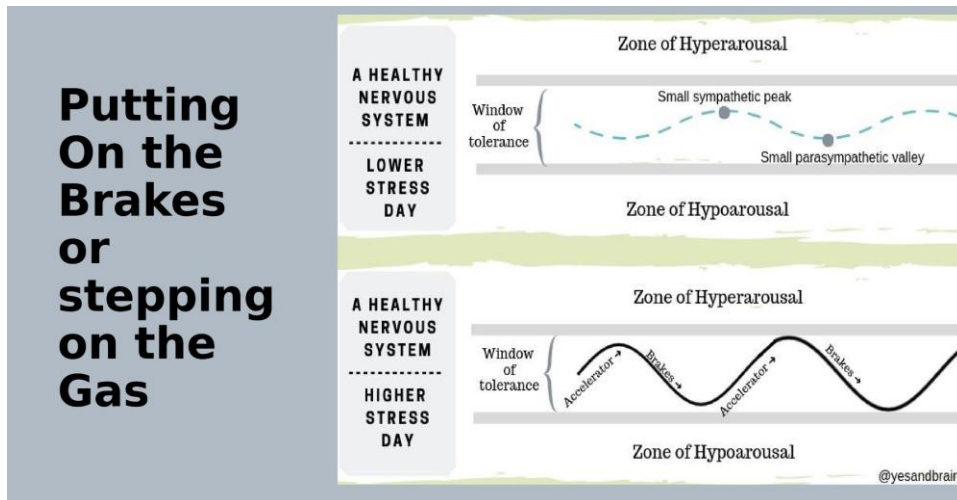 Putting
On the
Brakes
or
stepping
on the
Gas
A HEALTHY
NERVOUS
SYSTEM
LOWER
STRESS
DAY
Zone of Hyperarousal
Window
of
tolerance
Small sympathetic peak
Small parasympathetic valley
Zone of Hypoarousal
A HEALTHY
NERVOUS
SYSTEM
HIGHER
STRESS
DAY
Zone of Hyperarousal
Window
of
tolerance
Accelerator →
Brakes →
Accelerator →
Brakes →
Zone of Hypoarousal
@yesandbrain